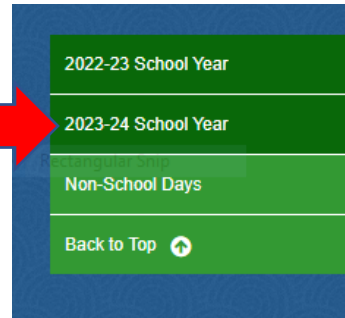 2022-23 School Year
2023-24 School Year
Rectangular Snip
Non-School Days
Back to Top